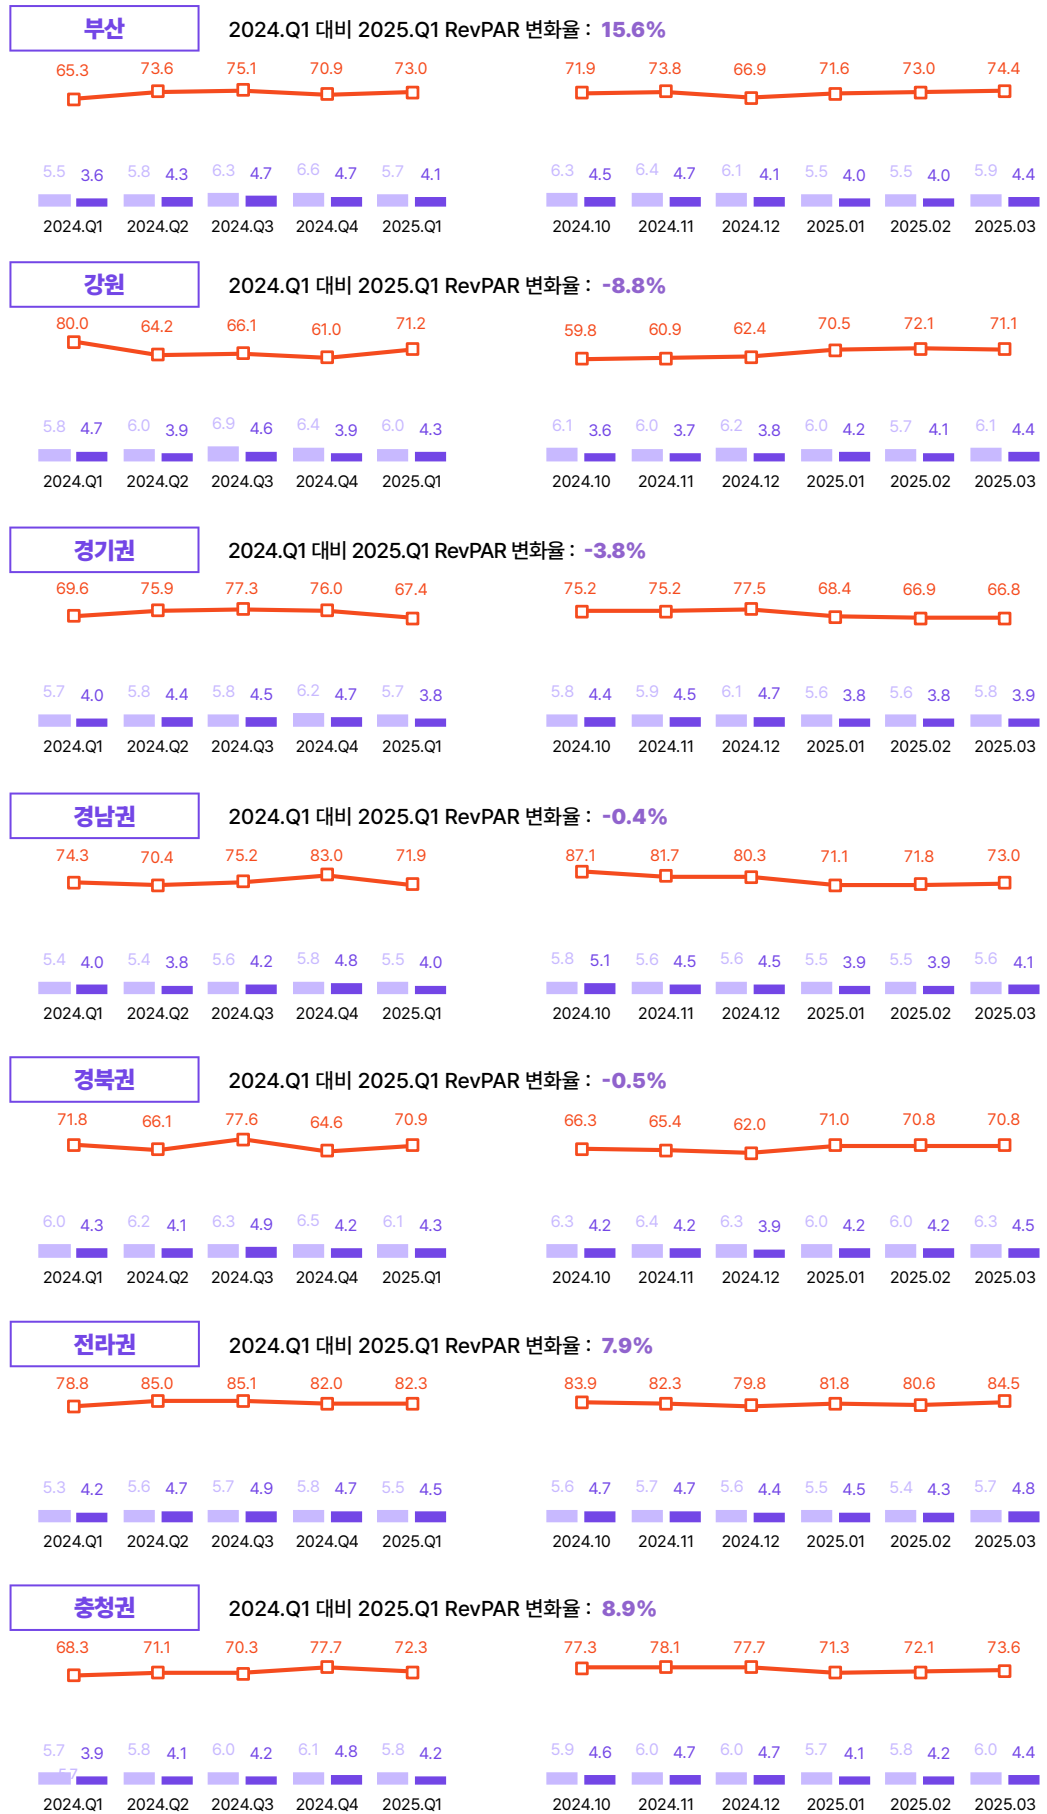 부산 2024.Q1 대비 2025.Q1 RevPAR 변화율 : 15.6%
65.3 73.6 75.1 70.9 73.0 71.9 73.8 66.9 71.6 73.0 74.4
5.5 3.6 5.8 4.3 6.3 4.7 6.6 4.7 5.7 4.1 6.3 4.5 6.4 4.7 6.1 4.1 5.5 4.0 5.5 4.0 5.9 4.4
2024.Q1 2024.Q2 2024.Q3 2024.Q4 2025.Q1 2024.10 2024.11 2024.12 2025.01 2025.02 2025.03
강원 2024.Q1 대비 2025.Q1 RevPAR 변화율 : -8.8%
80.0 64.2 66.1 61.0 71.2 59.8 60.9 62.4 70.5 72.1 71.1
5.8 4.7 6.0 3.9 6.9 4.6 6.4 3.9 6.0 4.3 6.1 3.6 6.0 3.7 6.2 3.8 6.0 4.2 5.7 4.1 6.1 4.4
2024.Q1 2024.Q2 2024.Q3 2024.Q4 2025.Q1 2024.10 2024.11 2024.12 2025.01 2025.02 2025.03
경기권 2024.Q1 대비 2025.Q1 RevPAR 변화율 : -3.8%
69.6 75.9 77.3 76.0 67.4 75.2 75.2 77.5 68.4 66.9 66.8
5.7 4.0 5.8 4.4 5.8 4.5 6.2 4.7 5.7 3.8 5.8 4.4 5.9 4.5 6.1 4.7 5.6 3.8 5.6 3.8 5.8 3.9
2024.Q1 2024.Q2 2024.Q3 2024.Q4 2025.Q1 2024.10 2024.11 2024.12 2025.01 2025.02 2025.03
경남권 2024.Q1 대비 2025.Q1 RevPAR 변화율 : -0.4%
74.3 70.4 75.2 83.0 71.9 87.1 81.7 80.3 71.1 71.8 73.0
5.4 4.0 5.4 3.8 5.6 4.2 5.8 4.8 5.5 4.0 5.8 5.1 5.6 4.5 5.6 4.5 5.5 3.9 5.5 3.9 5.6 4.1
2024.Q1 2024.Q2 2024.Q3 2024.Q4 2025.Q1 2024.10 2024.11 2024.12 2025.01 2025.02 2025.03
경북권 2024.Q1 대비 2025.Q1 RevPAR 변화율 : -0.5%
71.8 66.1 77.6 64.6 70.9 66.3 65.4 62.0 71.0 70.8 70.8
6.0 4.3 6.2 4.1 6.3 4.9 6.5 4.2 6.1 4.3 6.3 4.2 6.4 4.2 6.3 3.9 6.0 4.2 6.0 4.2 6.3 4.5
2024.Q1 2024.Q2 2024.Q3 2024.Q4 2025.Q1 2024.10 2024.11 2024.12 2025.01 2025.02 2025.03
전라권 2024.Q1 대비 2025.Q1 RevPAR 변화율 : 7.9%
78.8 85.0 85.1 82.0 82.3 83.9 82.3 79.8 81.8 80.6 84.5
5.3 4.2 5.6 4.7 5.7 4.9 5.8 4.7 5.5 4.5 5.6 4.7 5.7 4.7 5.6 4.4 5.5 4.5 5.4 4.3 5.7 4.8
2024.Q1 2024.Q2 2024.Q3 2024.Q4 2025.Q1 2024.10 2024.11 2024.12 2025.01 2025.02 2025.03
충청권 2024.Q1 대비 2025.Q1 RevPAR 변화율 : 8.9%
68.3 71.1 70.3 77.7 72.3 77.3 78.1 77.7 71.3 72.1 73.6
5.7 3.9 5.8 4.1 6.0 4.2 6.1 4.8 5.8 4.2 5.9 4.6 6.0 4.7 6.0 4.7 5.7 4.1 5.8 4.2 6.0 4.4
5.7
2024.Q1 2024.Q2 2024.Q3 2024.Q4 2025.Q1 2024.10 2024.11 2024.12 2025.01 2025.02 2025.03